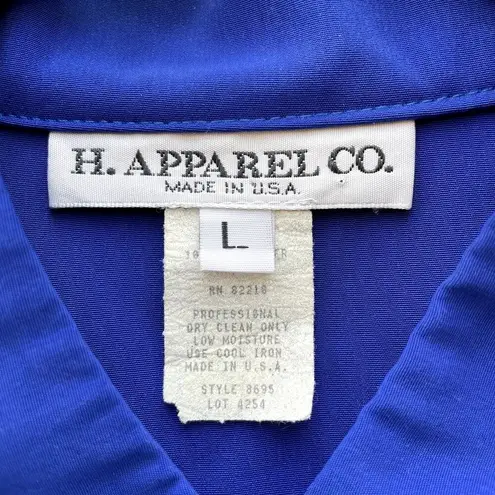 H. APPAREL CO.
MADE IN U.S.A.
L
RN 82218
PROFESSIONAL
DRY CLEAN ONLY
LOW MOISTURE
USE COOL IRON
MADE IN U.S.A.
STYLE 8695
LOT 4254